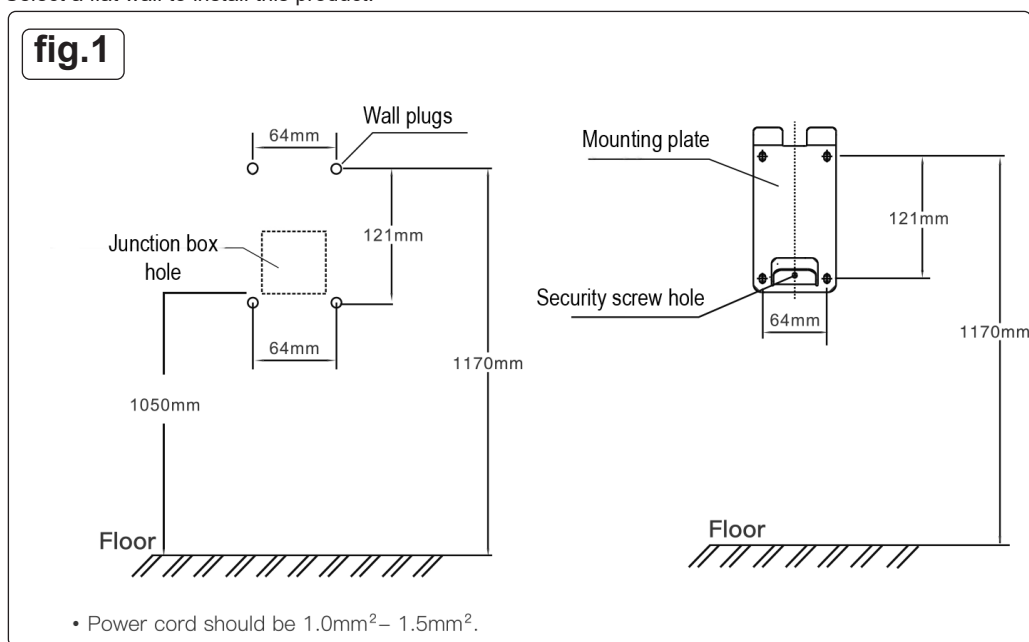 Select a flat wall to install this product.
fig.1
Wall plugs
64mm
121mm
Junction box
hole
64mm
1170mm
1050mm
Floor
Mounting plate
121mm
Security screw hole
64mm
1170mm
Floor
• Power cord should be 1.0mm²– 1.5mm².